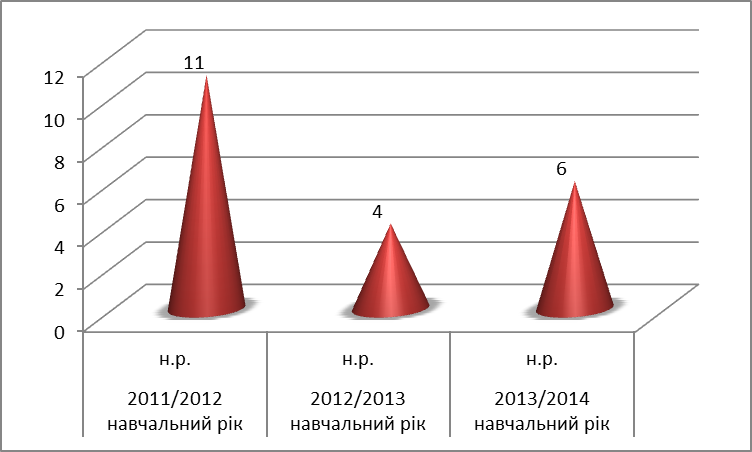 11
12
10
8
6
4
2
0
4
6
н.р.
н.р.
н.р.
2011/2012
навчальний рік
2012/2013
навчальний рік
2013/2014
навчальний рік